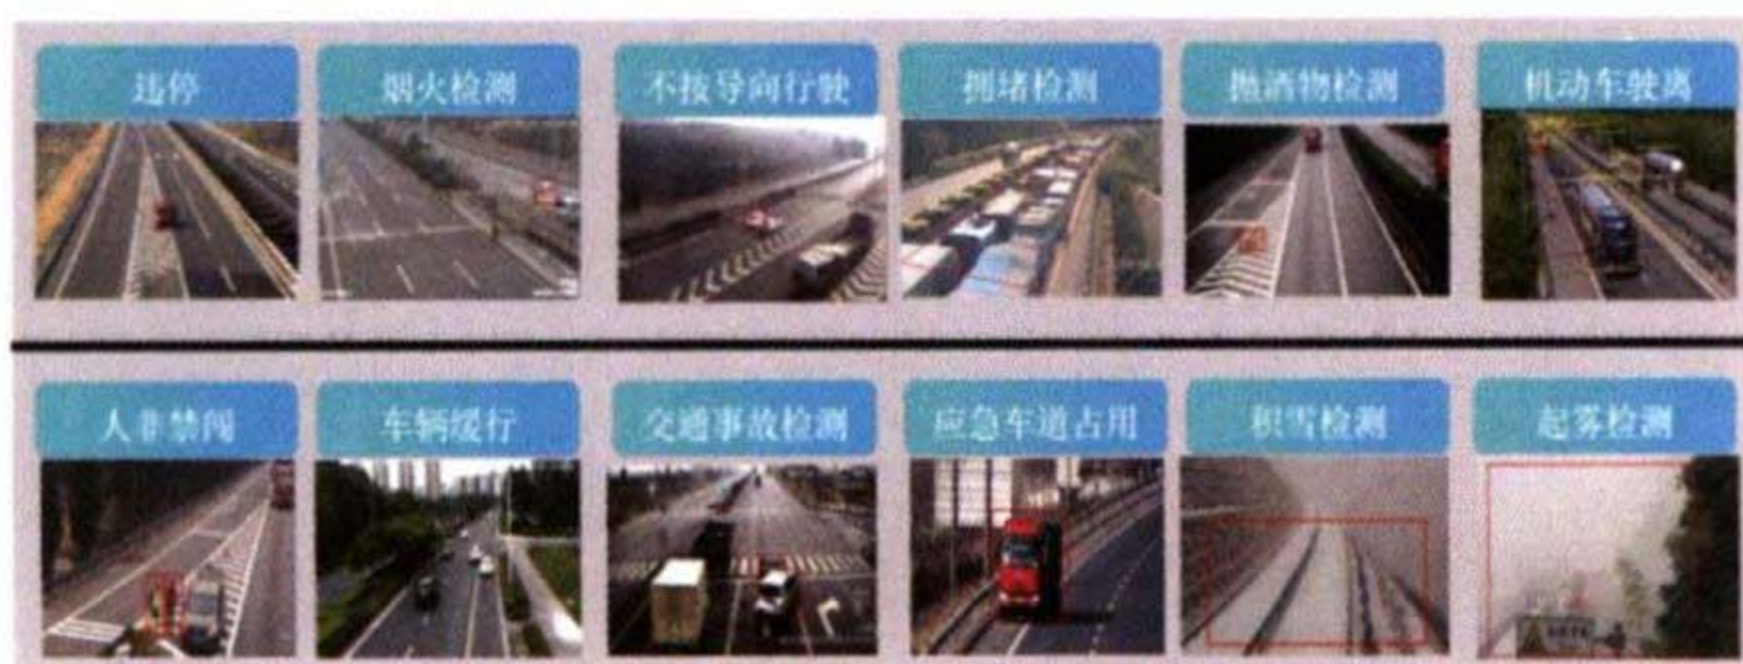 违停
烟火检测
不按导向行驶
拥堵检测
抛洒物检测
机动车驶离
人非禁闯
车辆缓行
交通事故检测
应急车道占用
积雪检测
起雾检测